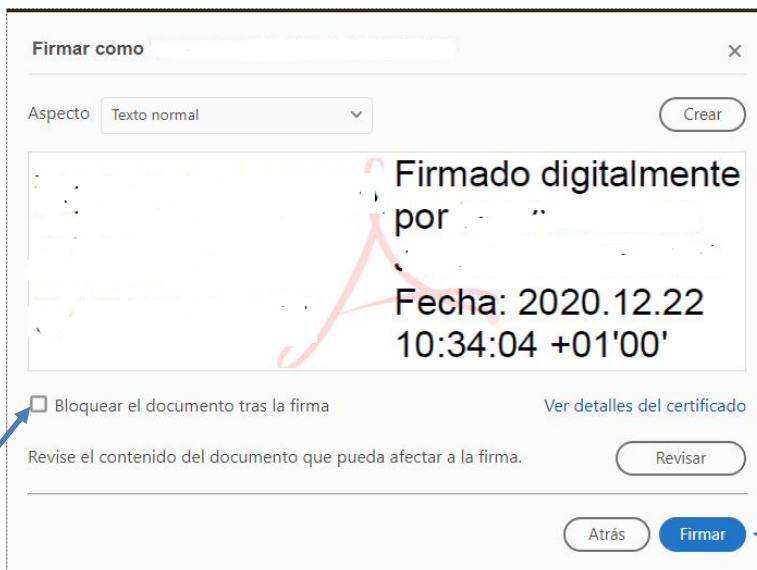 Firmar como
Aspecto Texto normal Crear
Firmado digitalmente
por
Fecha: 2020.12.22
10:34:04 +01'00'
Bloquear el documento tras la firma Ver detalles del certificado
Revise el contenido del documento que pueda afectar a la firma. Revisar
Atrás Firmar